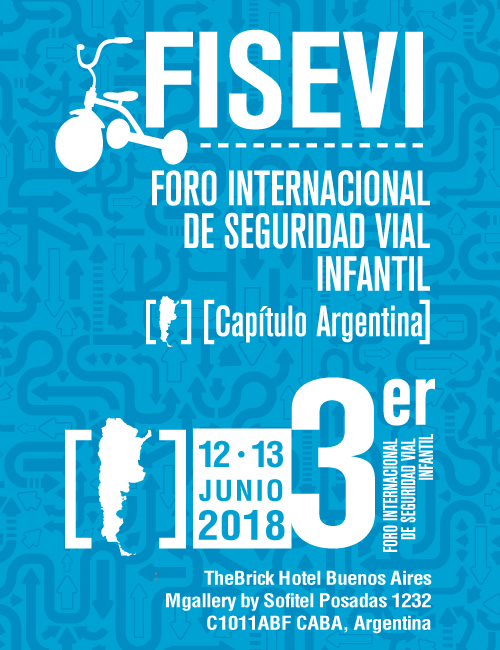 FISEVI
FORO INTERNACIONAL
DE SEGURIDAD VIAL
INFANTIL
[ ] [Capítulo Argentina]
[ ]
12 · 13
JUNIO
2018
3er
FORO INTERNACIONAL
DE SEGURIDAD VIAL
INFANTIL
TheBrick Hotel Buenos Aires
Mgallery by Sofitel Posadas 1232
C1011ABF CABA, Argentina